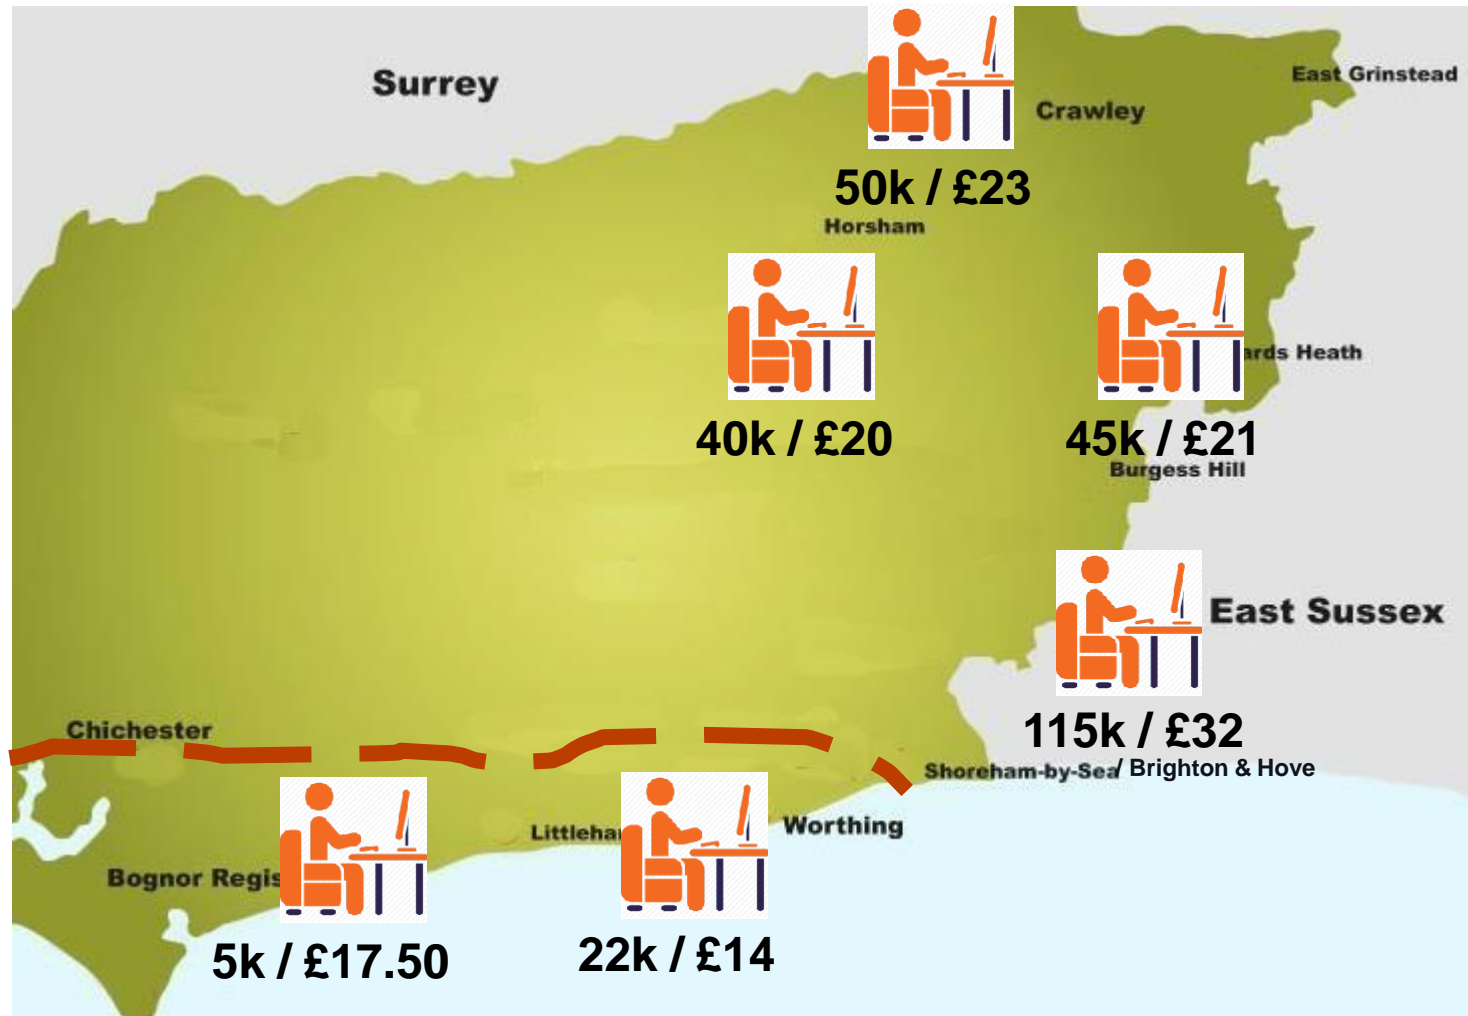 Surrey
East Grinstead
Crawley
50k / £23
Horsham
ards Heath
40k / £20
45k / £21
Burgess Hill
East Sussex
Chichester
115k / £32
Shoreham-by-Sea/ Brighton & Hove
Littleha
Worthing
Bognor Regis
5k / £17.50
22k / £14